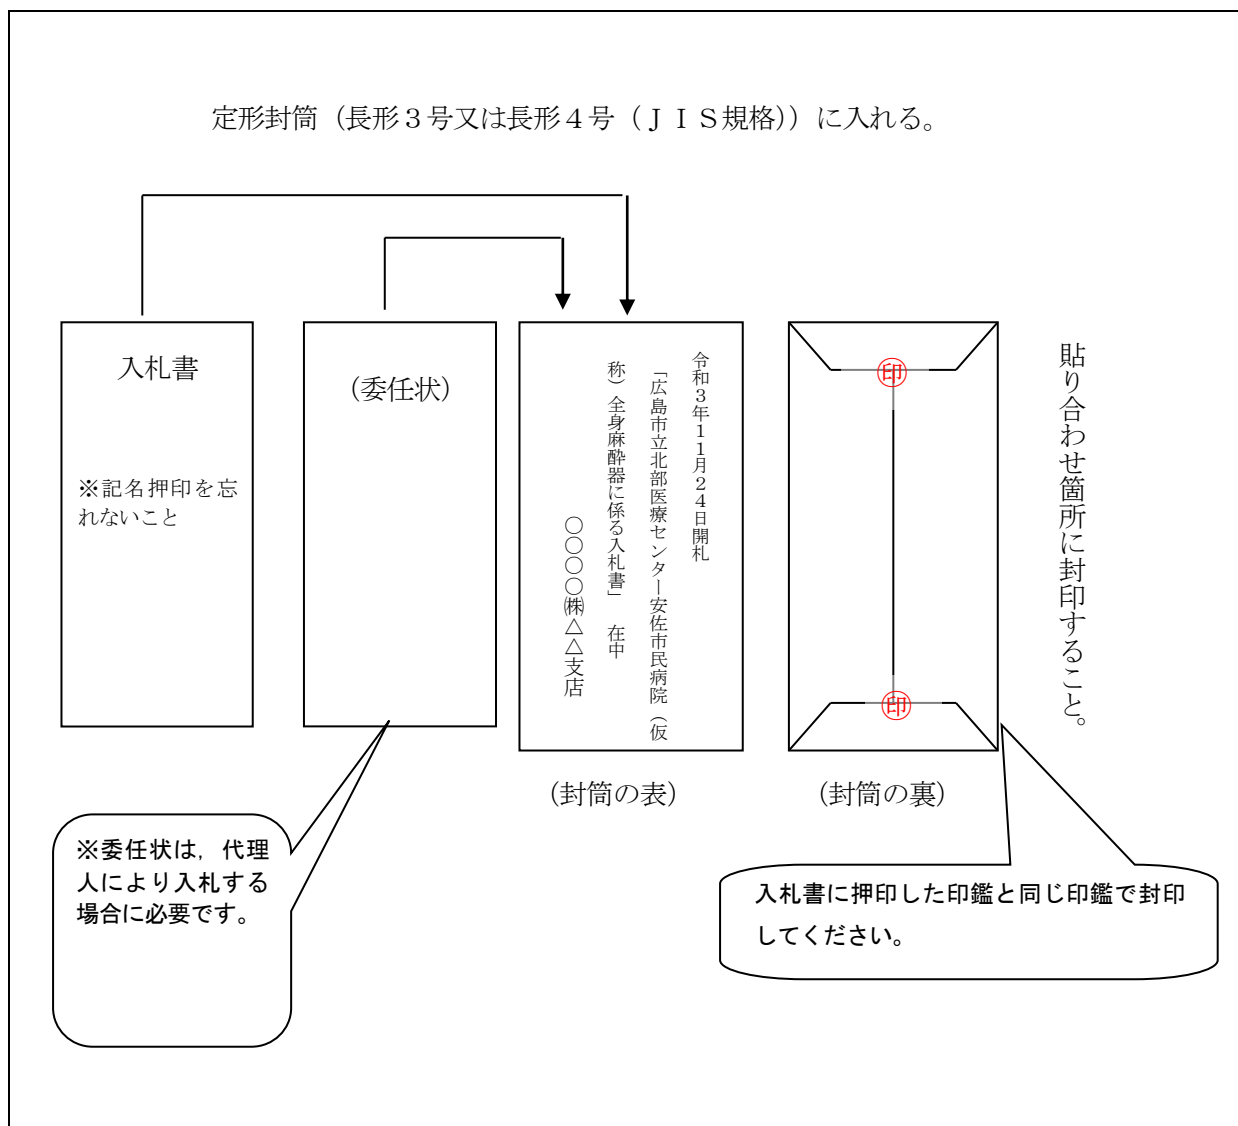 定形封筒（長形３号又は長形４号（ＪＩＳ規格））に入れる。
入札書
※記名押印を忘
れないこと
（委任状）
令和３年１１月２４日開札
「広島市立北部医療センター安佐市民病院（仮
称）全身麻酔器に係る入札書」　在中
〇〇〇〇㈱△△支店
（封筒の表）
印
印
（封筒の裏）
貼り合わせ箇所に封印すること。
※委任状は，代理
人により入札する
場合に必要です。
入札書に押印した印鑑と同じ印鑑で封印
してください。